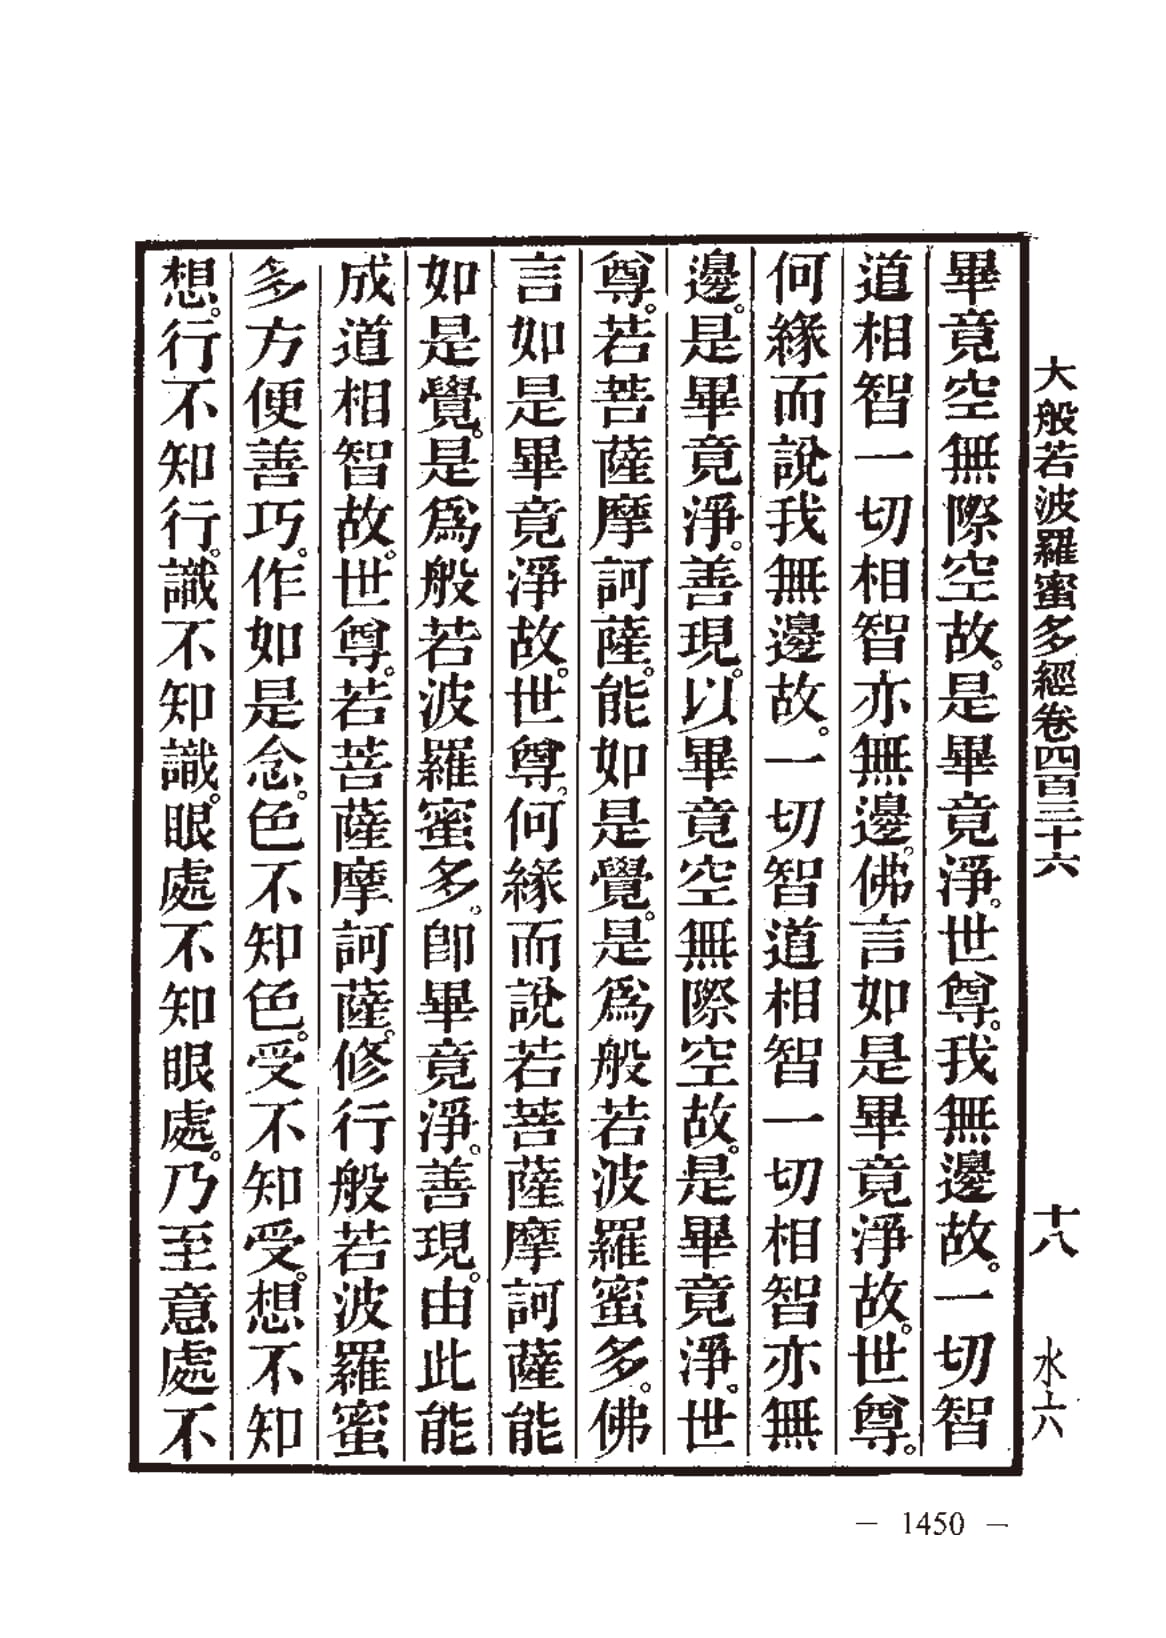 大般若波羅蜜多經卷四百三十六　十八　水六
畢竟空無際空故。是畢竟淨。世尊。我無邊故。一切智
道相智一切相智亦無邊。佛言如是畢竟淨故。世尊。
何緣而說我無邊故。一切智道相智一切相智亦無
邊。是畢竟淨。善現。以畢竟空無際空故。是畢竟淨。世
尊。若菩薩摩訶薩。能如是覺。是爲般若波羅蜜多。佛
言如是畢竟淨故。世尊。何緣而說若菩薩摩訶薩能
如是覺。是爲般若波羅蜜多。卽畢竟淨。善現。由此能
成道相智故。世尊。若菩薩摩訶薩。修行般若波羅蜜
多方便善巧。作如是念。色不知色。受不知受。想不知
想。行不知行。識不知識。眼處不知眼處。乃至意處不
— 1450 —